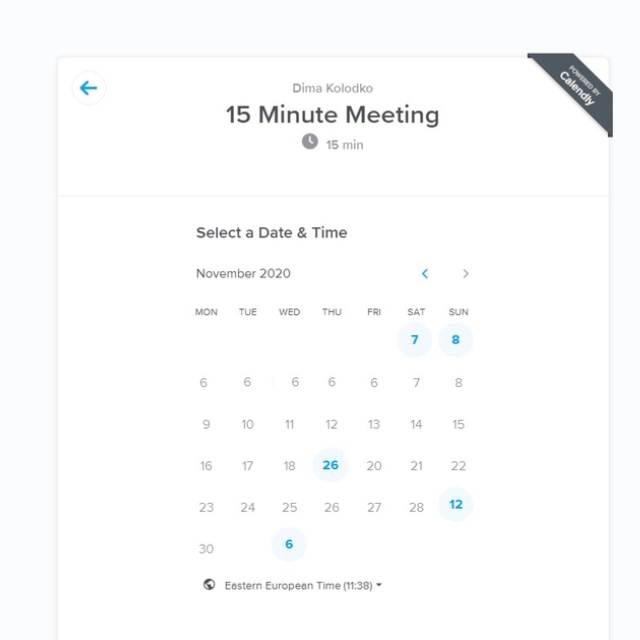 Dima Kolodko
15 Minute Meeting
15 min
POWERED BY
Calendly
Select a Date & Time
November 2020
MON TUE WED THU FRI SAT SUN
7 8
6 6 6 6 6 7 8
9 10 11 12 13 14 15
16 17 18 26 20 21 22
23 24 25 26 27 28 12
30 6
Eastern European Time (11:38)